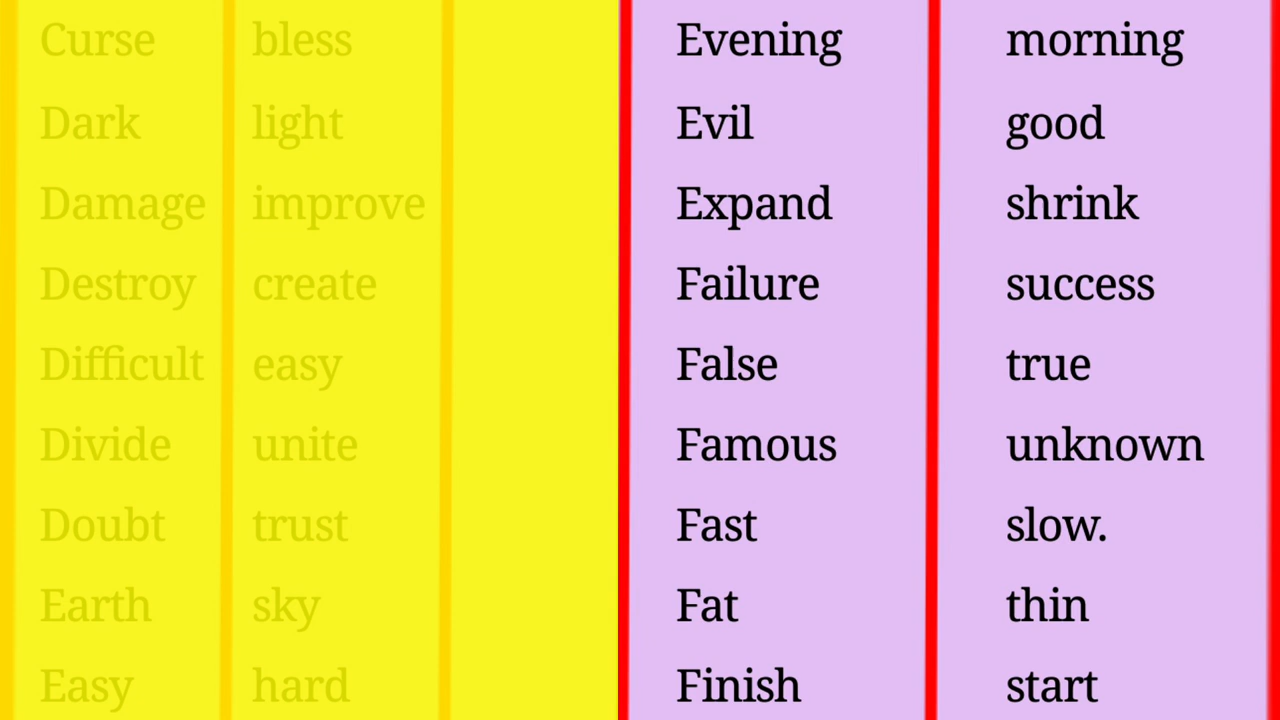 Curse bless
Dark light
Damage improve
Destroy create
Difficult easy
Divide unite
Doubt trust
Earth sky
Easy hard
Evening morning
Evil good
Expand shrink
Failure success
False true
Famous unknown
Fast slow.
Fat thin
Finish start